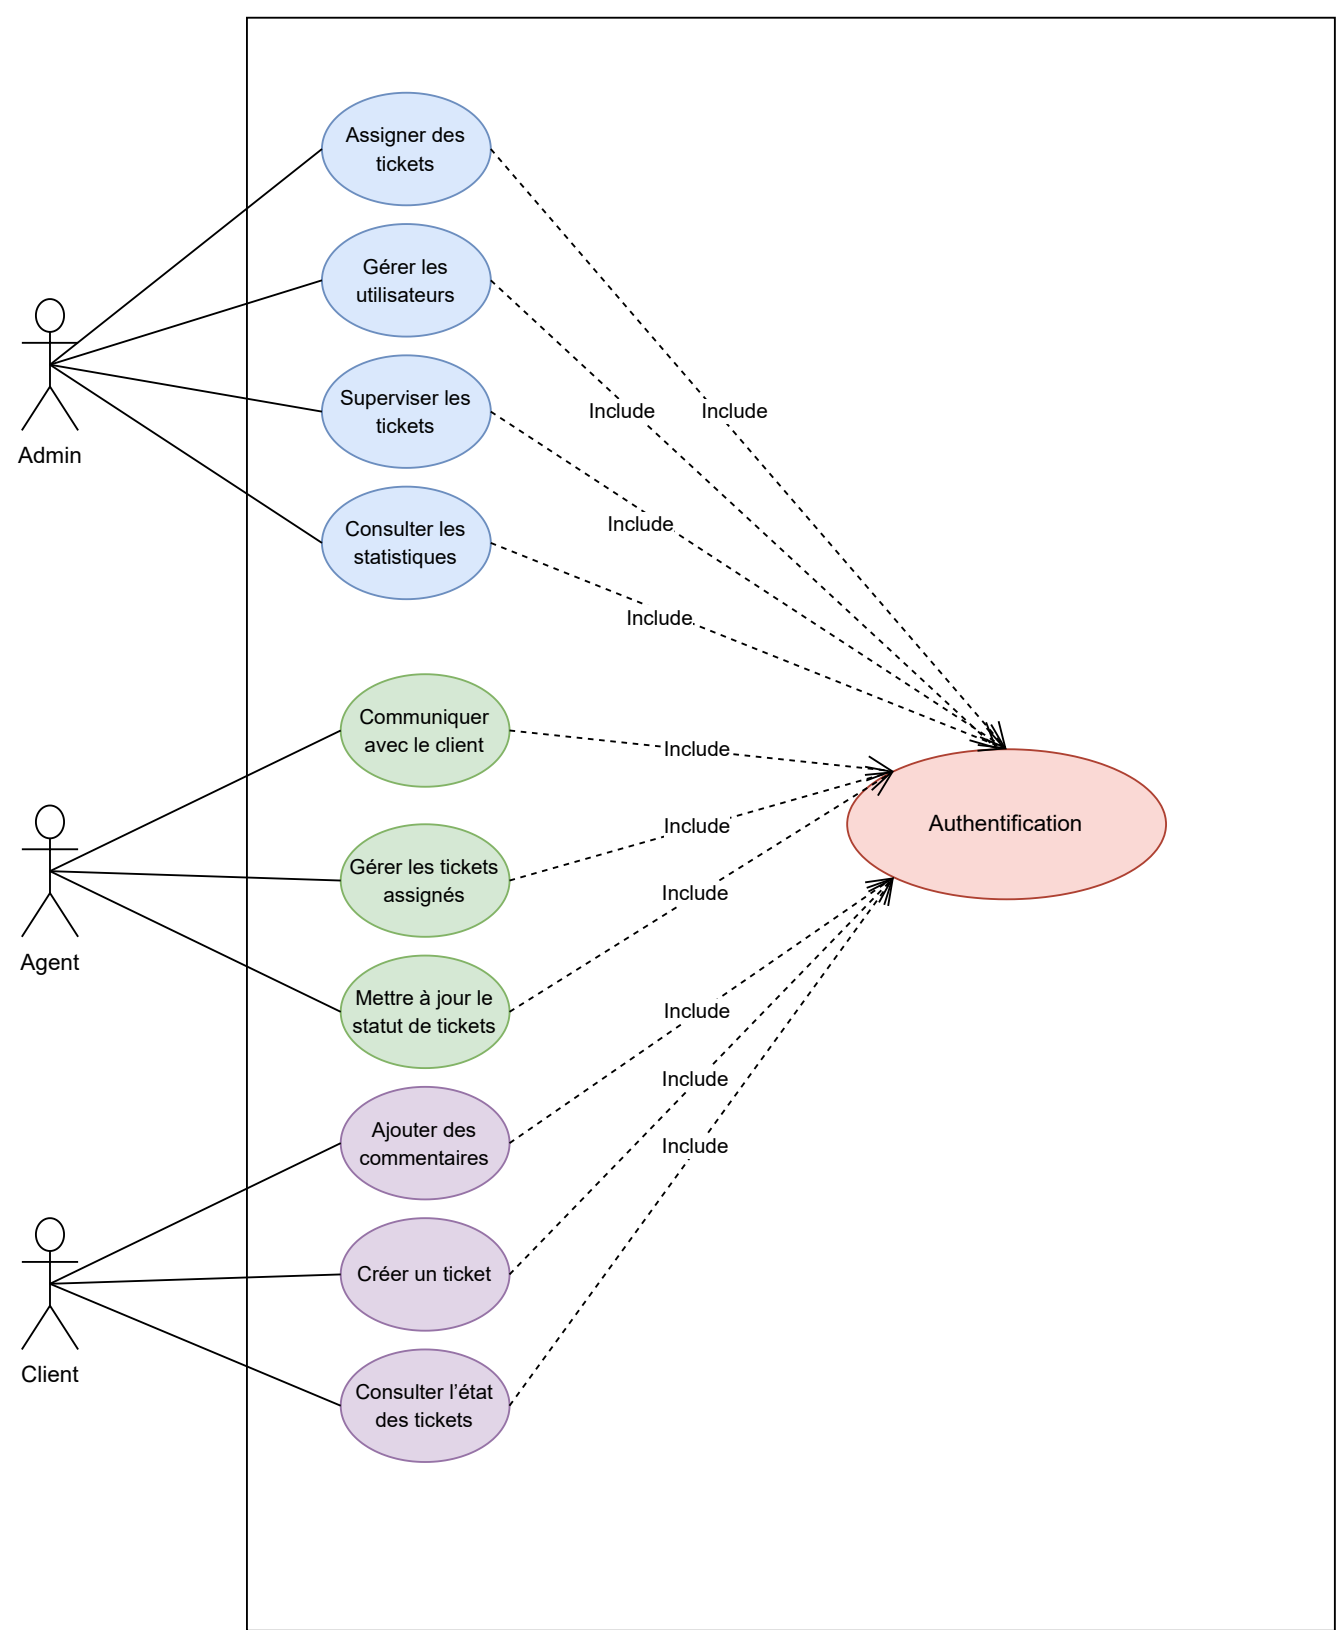 Assigner des
tickets
Gérer les
utilisateurs
Superviser les
tickets
Consulter les
statistiques
Admin
Include
Include
Include
Include
Communiquer
avec le client
Gérer les tickets
assignés
Mettre à jour le
statut de tickets
Agent
Include
Include
Include
Authentification
Ajouter des
commentaires
Créer un ticket
Consulter l’état
des tickets
Client
Include
Include
Include